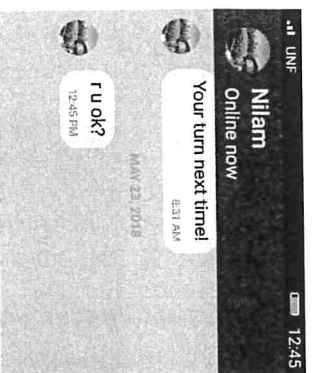 UNF 12:45
Nilam
Online now
Your turn next time!
8:31 AM
MAY 23, 2018
r u ok?
12:45 PM